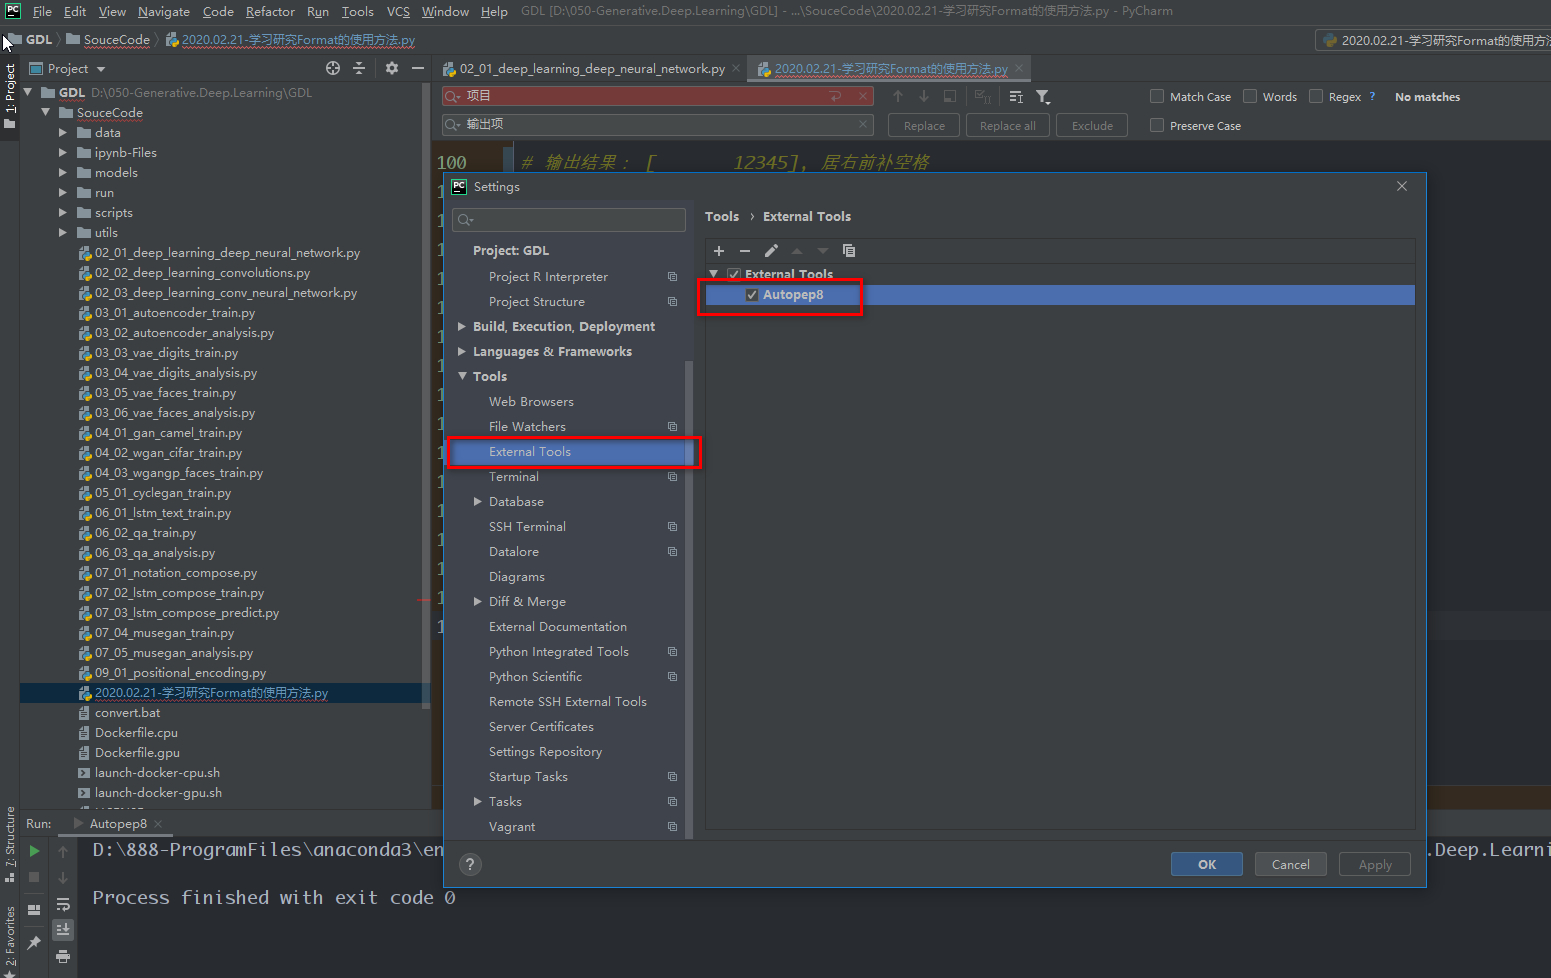 PC File Edit View Navigate Code Refactor Run Tools VCS Window Help GDL [D:\050-Generative.Deep.Learning\GDL] - ...\SouceCode\2020.02.21-学习研究Format的使用方法.py - PyCharm
GDL SouceCode 2020.02.21-学习研究Format的使用方法.py
2020.02.21-学习研究Format的使用方法
1: Project
Project
02_01_deep_learning_deep_neural_network.py
2020.02.21-学习研究Format的使用方法.py
项目
Match Case Words Regex ? No matches
输出项
Replace Replace all Exclude Preserve Case
100 # 输出结果： [ 12345], 居右前补空格
GDL D:\050-Generative.Deep.Learning\GDL
SouceCode
data
ipynb-Files
models
run
scripts
utils
02_01_deep_learning_deep_neural_network.py
02_02_deep_learning_convolutions.py
02_03_deep_learning_conv_neural_network.py
03_01_autoencoder_train.py
03_02_autoencoder_analysis.py
03_03_vae_digits_train.py
03_04_vae_digits_analysis.py
03_05_vae_faces_train.py
03_06_vae_faces_analysis.py
04_01_gan_camel_train.py
04_02_wgan_cifar_train.py
04_03_wgangp_faces_train.py
05_01_cyclegan_train.py
06_01_lstm_text_train.py
06_02_qa_train.py
06_03_qa_analysis.py
07_01_notation_compose.py
07_02_lstm_compose_train.py
07_03_lstm_compose_predict.py
07_04_musegan_train.py
07_05_musegan_analysis.py
09_01_positional_encoding.py
2020.02.21-学习研究Format的使用方法.py
convert.bat
Dockerfile.cpu
Dockerfile.gpu
launch-docker-cpu.sh
launch-docker-gpu.sh
PC Settings
Project: GDL
Project R Interpreter
Project Structure
Build, Execution, Deployment
Languages & Frameworks
Tools
Web Browsers
File Watchers
External Tools
Terminal
Database
SSH Terminal
Datalore
Diagrams
Diff & Merge
External Documentation
Python Integrated Tools
Python Scientific
Remote SSH External Tools
Server Certificates
Settings Repository
Startup Tasks
Tasks
Vagrant
Tools › External Tools
External Tools
Autopep8
? OK Cancel Apply
7: Structure
2: Favorites
Run: Autopep8
D:\888-ProgramFiles\anaconda3\en
.Deep.Learni
Process finished with exit code 0